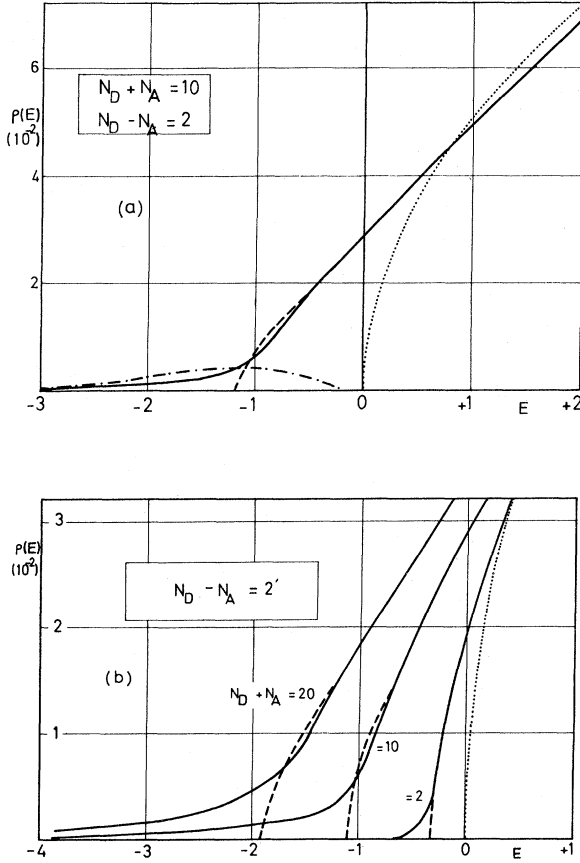 6
4
2
ρ(E)
(10²)
N_D + N_A = 10
N_D - N_A = 2
(a)
-3 -2 -1 0 +1 E +2
3
2
1
ρ(E)
(10²)
N_D - N_A = 2'
(b)
N_D + N_A = 20
= 10
= 2
-4 -3 -2 -1 0 E +1